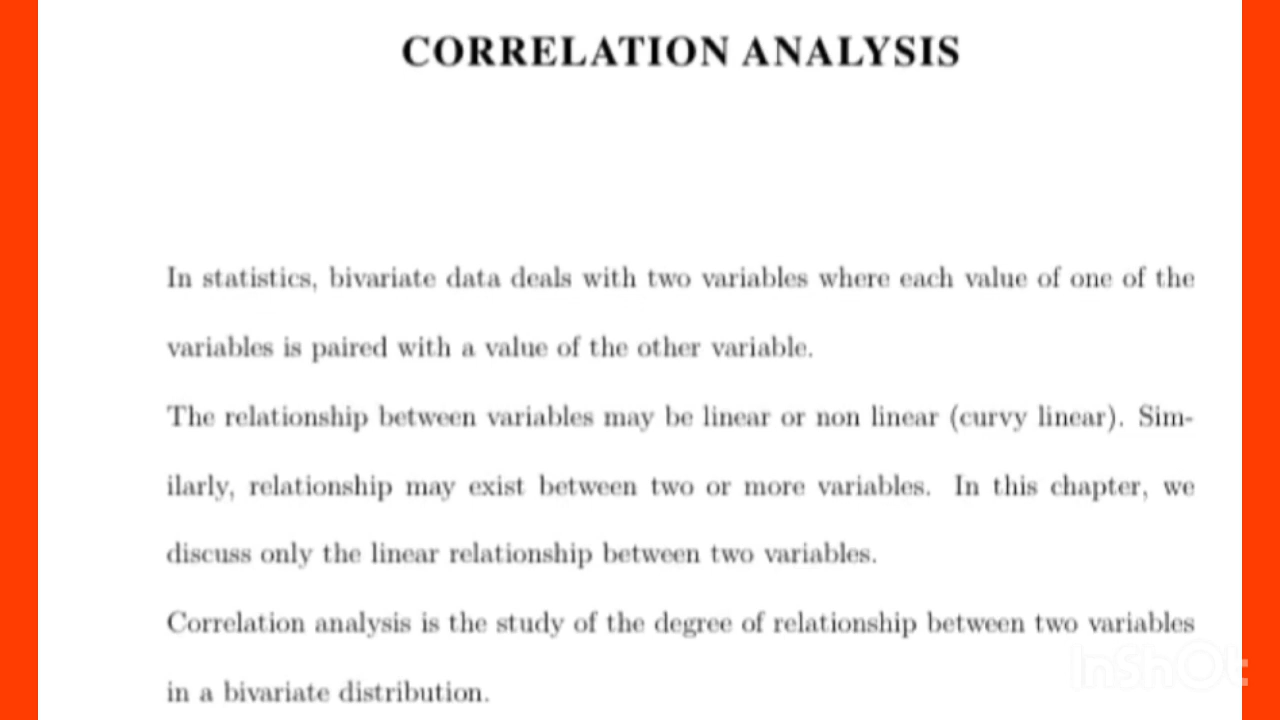 CORRELATION ANALYSIS
In statistics, bivariate data deals with two variables where each value of one of the
variables is paired with a value of the other variable.
The relationship between variables may be linear or non linear (curvy linear). Sim-
ilarly, relationship may exist between two or more variables. In this chapter, we
discuss only the linear relationship between two variables.
Correlation analysis is the study of the degree of relationship between two variables
in a bivariate distribution.
InShOt